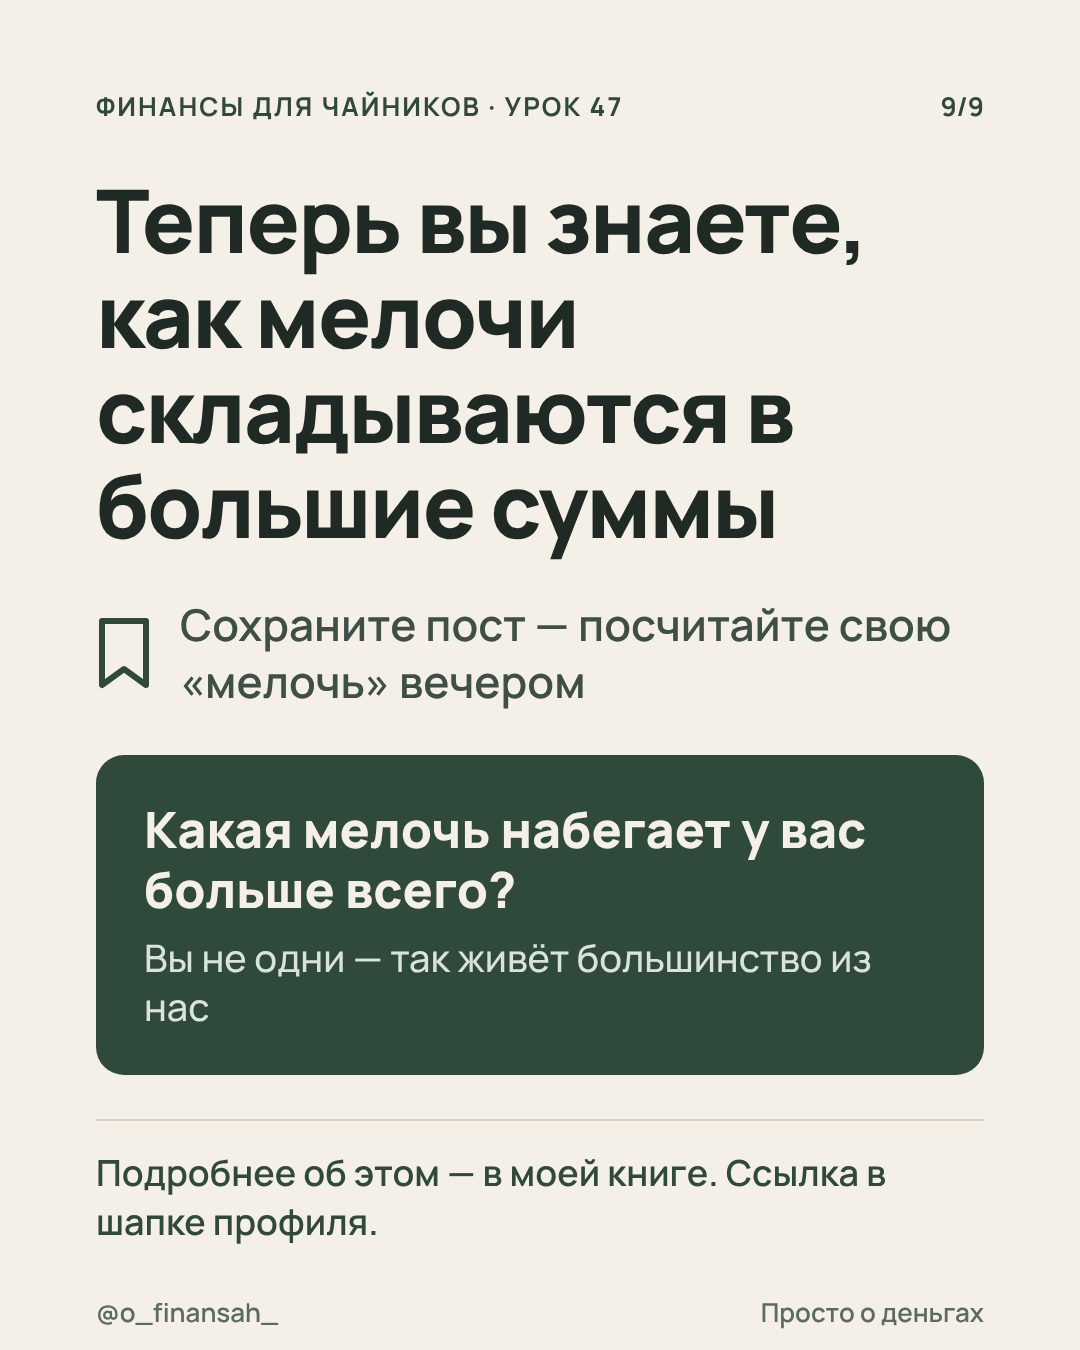 ФИНАНСЫ ДЛЯ ЧАЙНИКОВ · УРОК 47
9/9
Теперь вы знаете,
как мелочи
складываются в
большие суммы
Сохраните пост — посчитайте свою
«мелочь» вечером
Какая мелочь набегает у вас
больше всего?
Вы не одни — так живёт большинство из
нас
Подробнее об этом — в моей книге. Ссылка в
шапке профиля.
@o_finansah_
Просто о деньгах